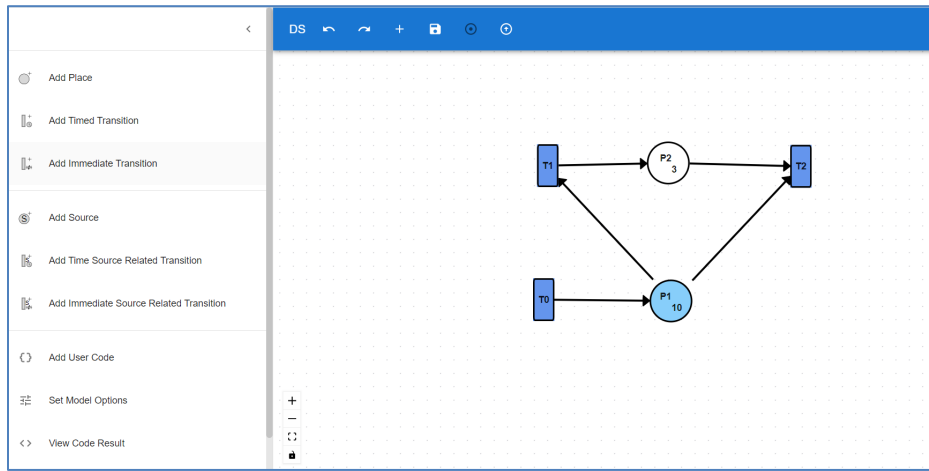 DS
Add Place
Add Timed Transition
Add Immediate Transition
Add Source
Add Time Source Related Transition
Add Immediate Source Related Transition
Add User Code
Set Model Options
View Code Result
T1
P2
3
T2
T0
P1
10